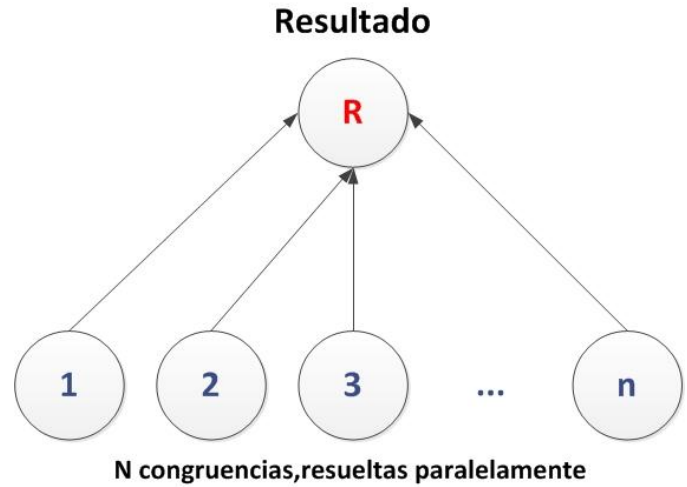 Resultado
R
1 2 3 ... n
N congruencias,resueltas paralelamente